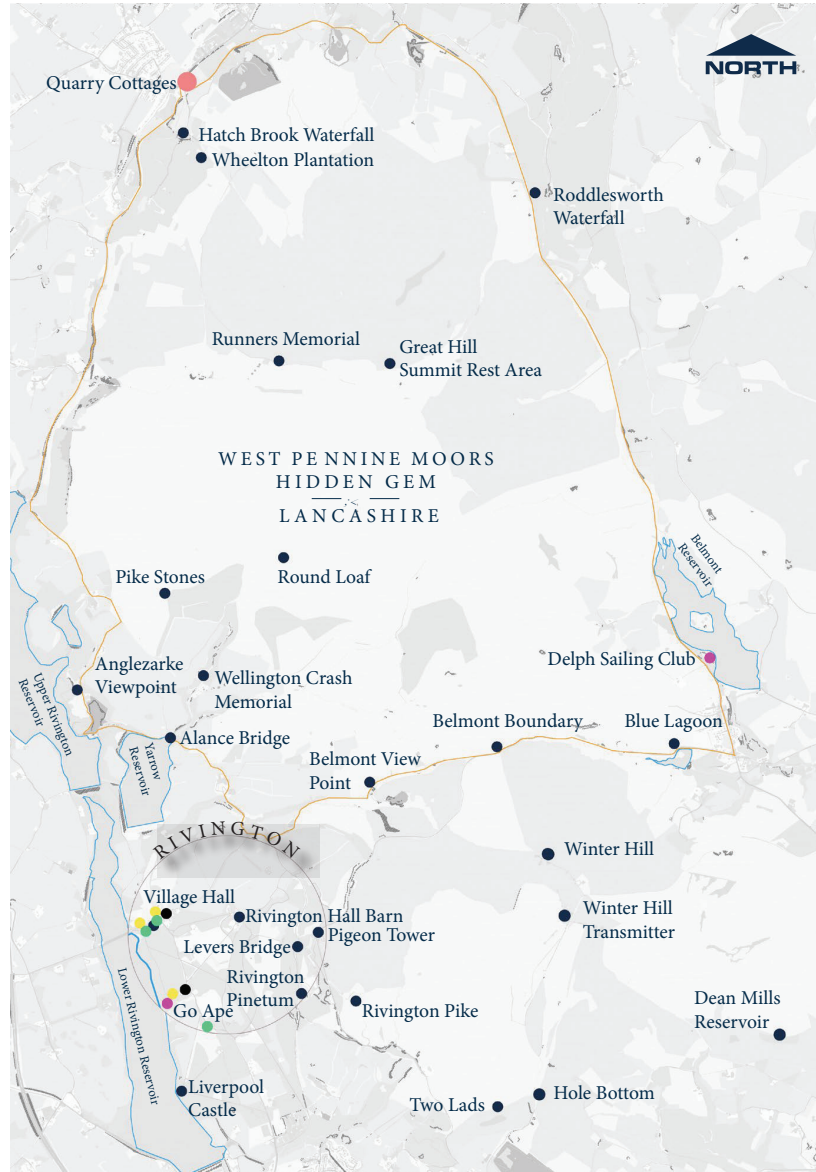 NORTH
Quarry Cottages
Hatch Brook Waterfall
Wheelton Plantation
Roddlesworth
Waterfall
Runners Memorial
Great Hill
Summit Rest Area
WEST PENNINE MOORS
HIDDEN GEM
LANCASHIRE
Round Loaf
Pike Stones
Belmont
Reservoir
Delph Sailing Club
Anglezarke
Viewpoint
Wellington Crash
Memorial
Upper Rivington
Reservoir
Yarrow
Reservoir
Alance Bridge
Belmont Boundary
Blue Lagoon
Belmont View
Point
RIVINGTON
Winter Hill
Village Hall
Rivington Hall Barn
Pigeon Tower
Levers Bridge
Winter Hill
Transmitter
Rivington
Pinetum
Go Ape
Rivington Pike
Dean Mills
Reservoir
Lower Rivington Reservoir
Liverpool
Castle
Two Lads
Hole Bottom